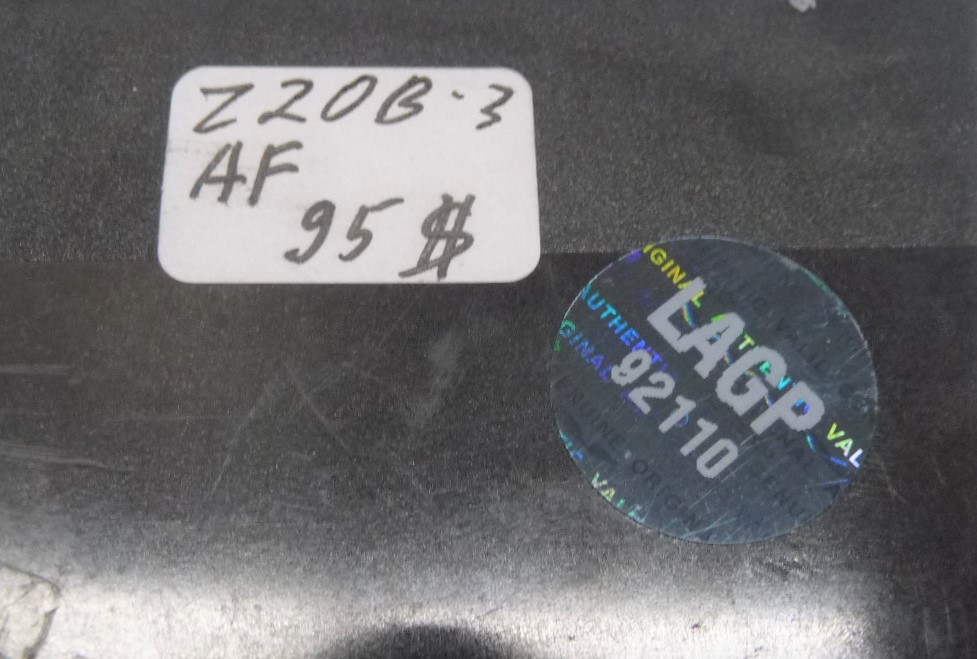 Z20B-3
AF
95 $
LAGP
92110